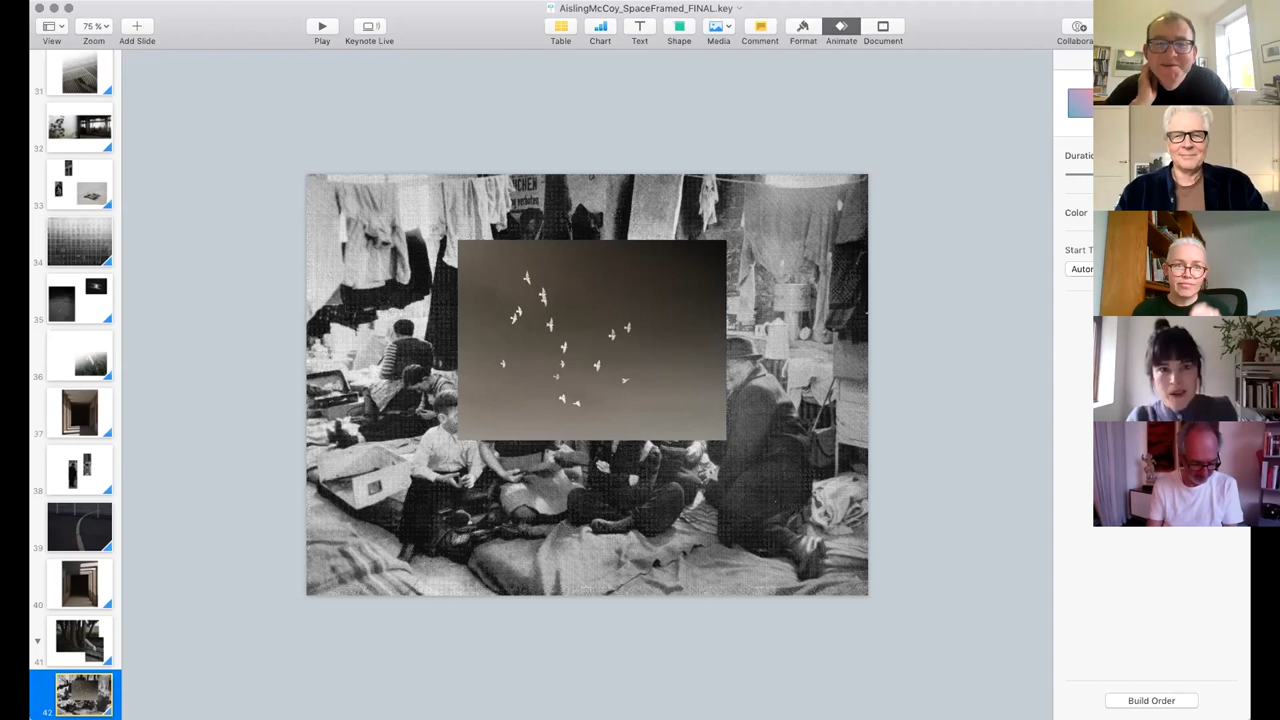 AislingMcCoy_SpaceFramed_FINAL.key
75 %
View
Zoom
Add Slide
Play
Keynote Live
Table
Chart
Text
Shape
Media
Comment
Format
Animate
Document
Collabora
31
32
33
34
35
36
37
38
39
40
41
42
Duratio
Color
Start T
Autor
Build Order